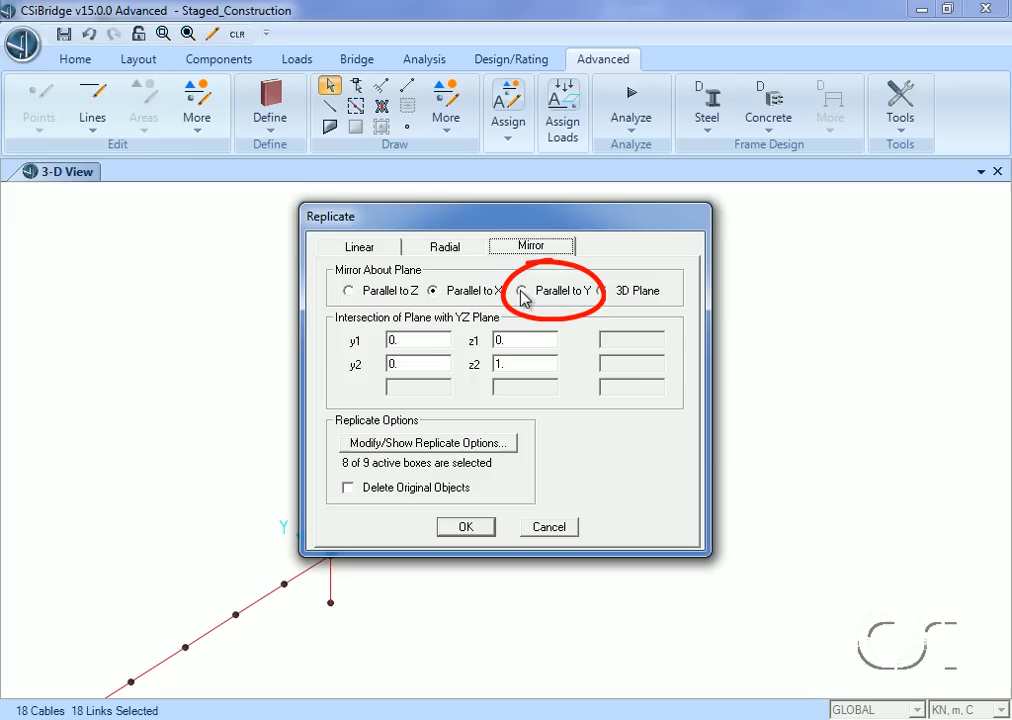 CSiBridge v15.0.0 Advanced - Staged_Construction
CLR
Home Layout Components Loads Bridge Analysis Design/Rating Advanced
Points Lines Areas More Define More Assign Assign Loads Analyze Steel Concrete More Tools
Edit Define Draw Analyze Frame Design Tools
3-D View
Replicate
Linear Radial Mirror
Mirror About Plane
Parallel to Z Parallel to X Parallel to Y 3D Plane
Intersection of Plane with YZ Plane
y1 0. z1 0.
y2 0. z2 1.
Replicate Options
Modify/Show Replicate Options...
8 of 9 active boxes are selected
Delete Original Objects
OK Cancel
Y
CSI
18 Cables 18 Links Selected GLOBAL KN, m, C